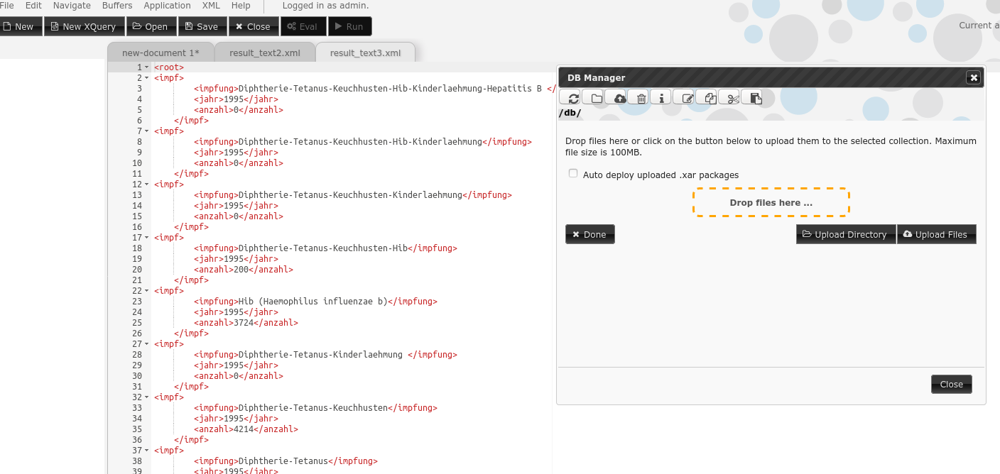 File Edit Navigate Buffers Application XML Help Logged in as admin.
New New XQuery Open Save Close Eval Run
Current a
new-document 1* result_text2.xml result_text3.xml
1 <root>
2 <impf>
3 <impfung>Diphtherie-Tetanus-Keuchhusten-Hib-Kinderlaehmung-Hepatitis B </
4 <jahr>1995</jahr>
5 <anzahl>0</anzahl>
6 </impf>
7 <impf>
8 <impfung>Diphtherie-Tetanus-Keuchhusten-Hib-Kinderlaehmung</impfung>
9 <jahr>1995</jahr>
10 <anzahl>0</anzahl>
11 </impf>
12 <impf>
13 <impfung>Diphtherie-Tetanus-Keuchhusten-Kinderlaehmung</impfung>
14 <jahr>1995</jahr>
15 <anzahl>0</anzahl>
16 </impf>
17 <impf>
18 <impfung>Diphtherie-Tetanus-Keuchhusten-Hib</impfung>
19 <jahr>1995</jahr>
20 <anzahl>200</anzahl>
21 </impf>
22 <impf>
23 <impfung>Hib (Haemophilus influenzae b)</impfung>
24 <jahr>1995</jahr>
25 <anzahl>3724</anzahl>
26 </impf>
27 <impf>
28 <impfung>Diphtherie-Tetanus-Kinderlaehmung </impfung>
29 <jahr>1995</jahr>
30 <anzahl>0</anzahl>
31 </impf>
32 <impf>
33 <impfung>Diphtherie-Tetanus-Keuchhusten</impfung>
34 <jahr>1995</jahr>
35 <anzahl>4214</anzahl>
36 </impf>
37 <impf>
38 <impfung>Diphtherie-Tetanus</impfung>
39 <jahr>1995</jahr>
DB Manager
/db/
Drop files here or click on the button below to upload them to the selected collection. Maximum
file size is 100MB.
Auto deploy uploaded .xar packages
Drop files here ...
Done Upload Directory Upload Files
Close